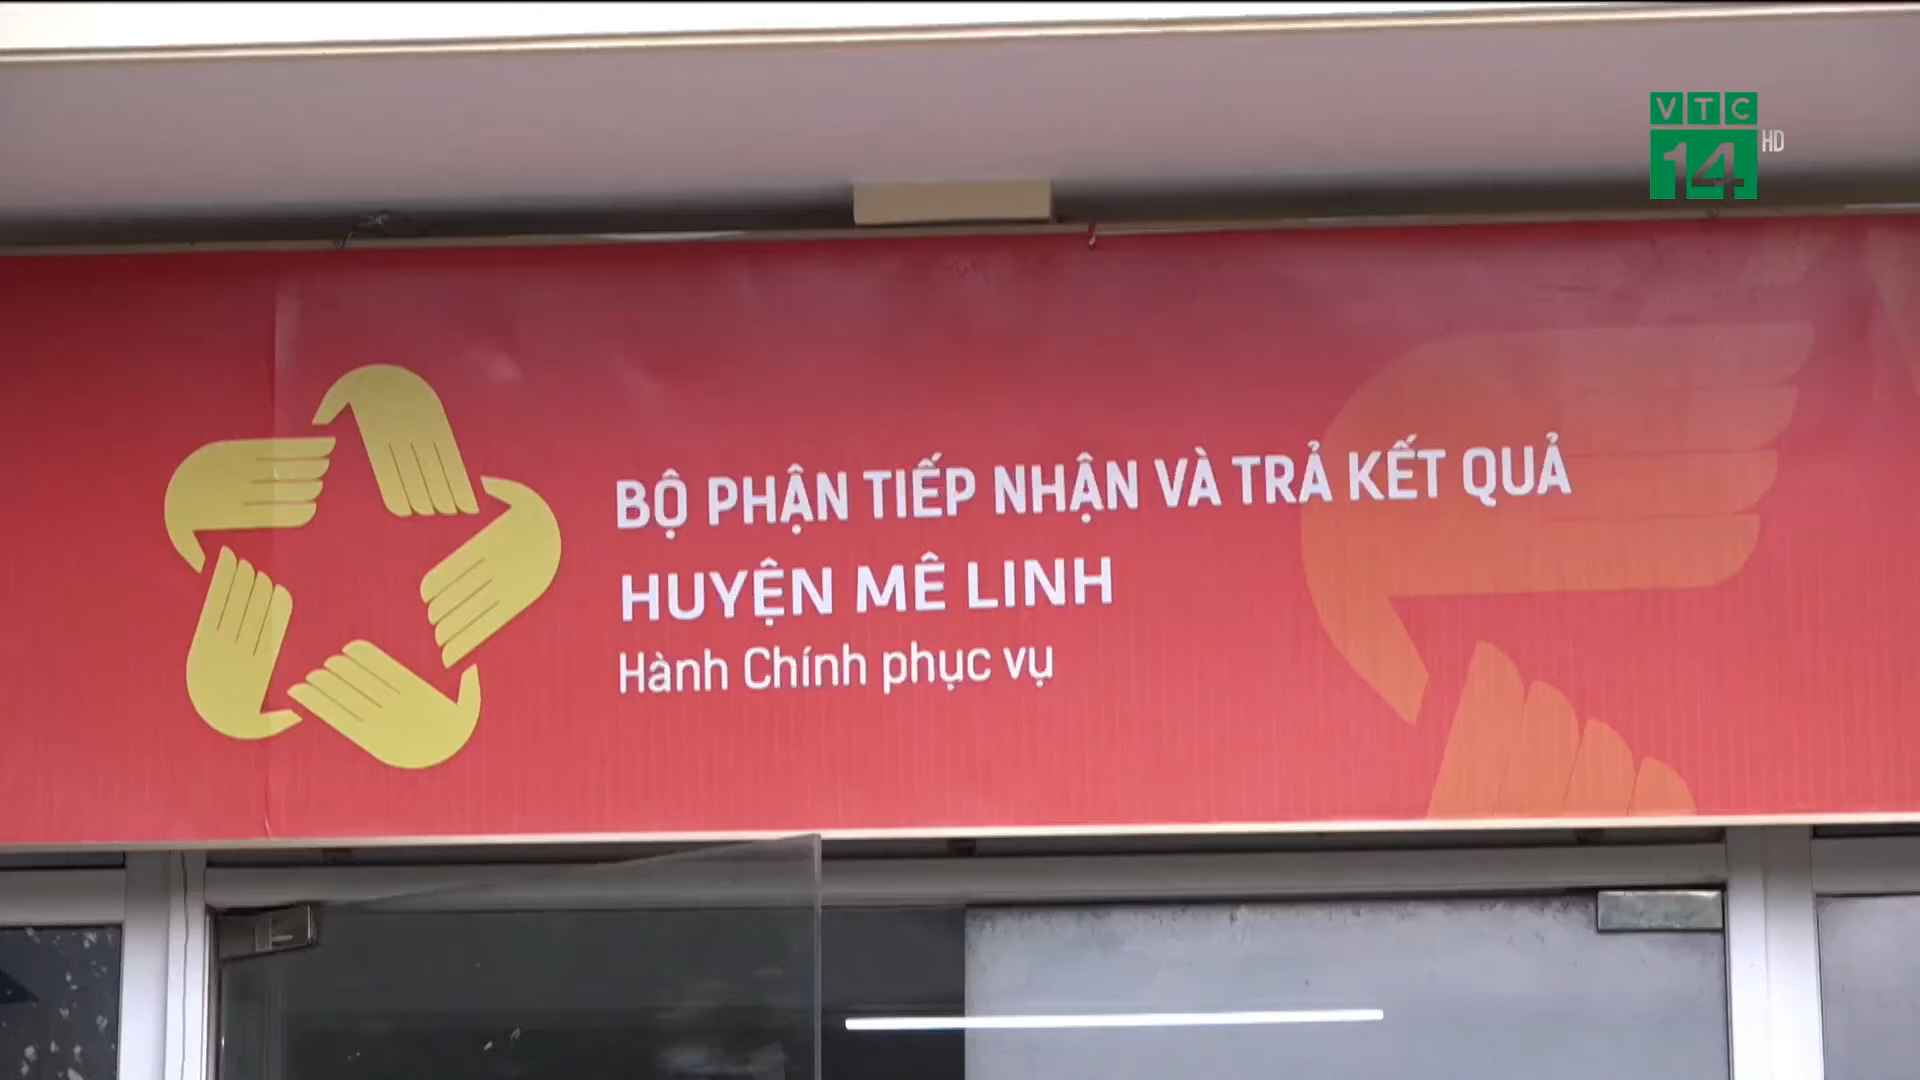 VTC
14 HD
BỘ PHẬN TIẾP NHẬN VÀ TRẢ KẾT QUẢ
HUYỆN MÊ LINH
Hành Chính phục vụ